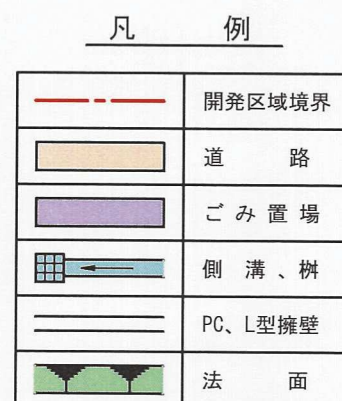 凡 例
開発区域境界
道 路
ごみ置場
側 溝、桝
PC、L型擁壁
法 面